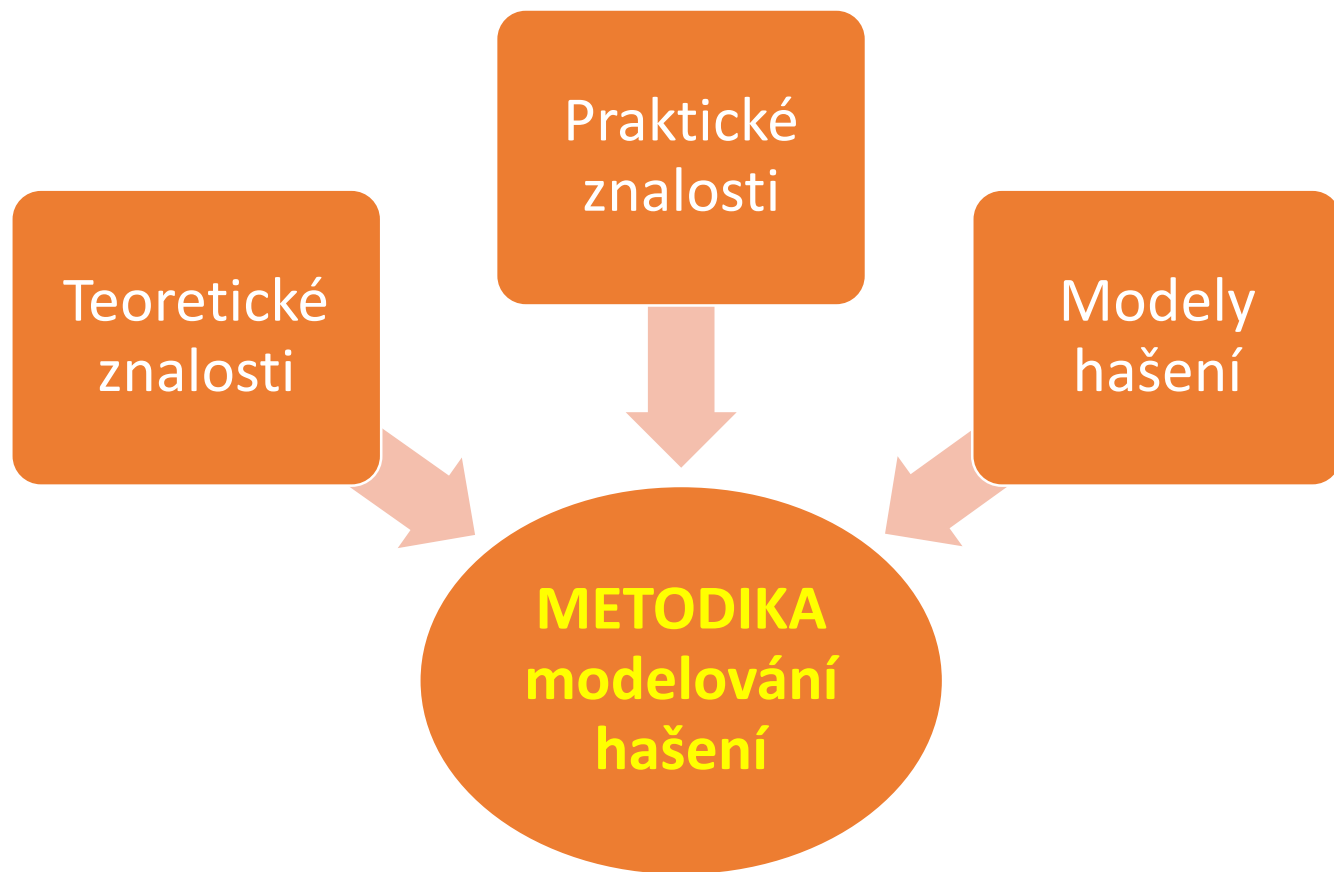 Praktické
znalosti
Teoretické
znalosti
Modely
hašení
METODIKA
modelování
hašení